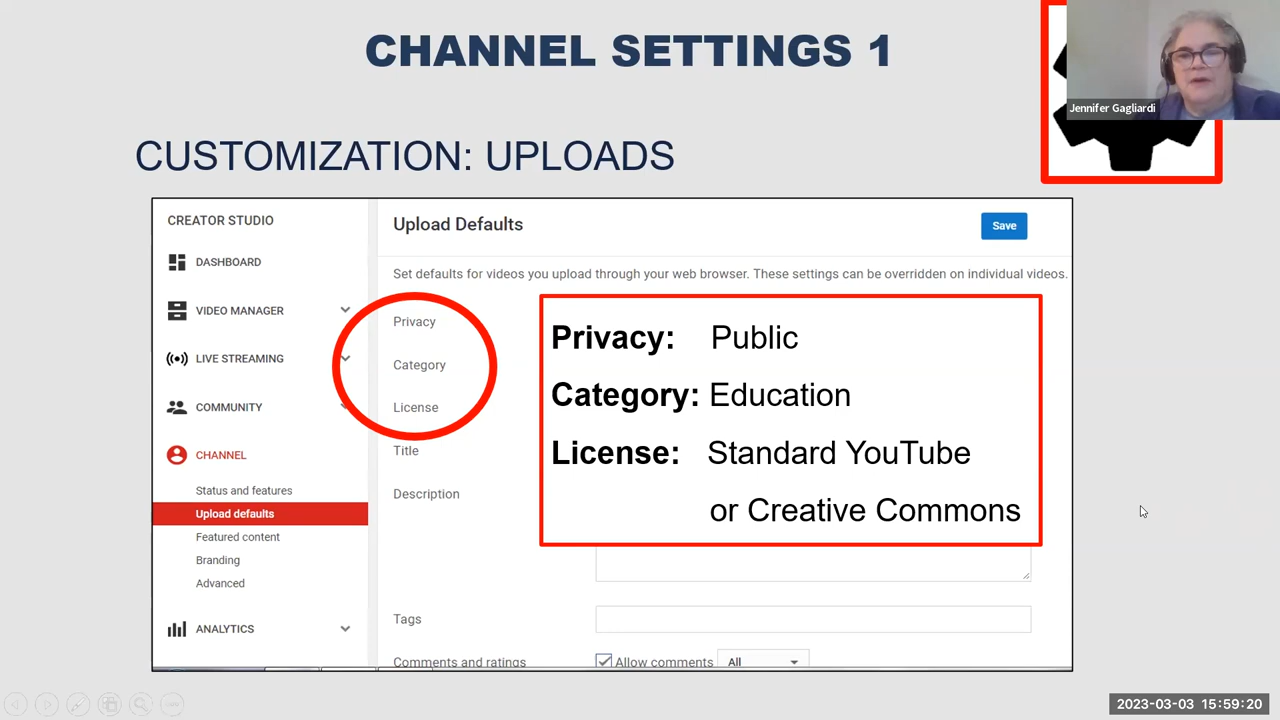 CHANNEL SETTINGS 1
Jennifer Gagliardi
CUSTOMIZATION: UPLOADS
CREATOR STUDIO
DASHBOARD
VIDEO MANAGER
LIVE STREAMING
COMMUNITY
CHANNEL
Status and features
Upload defaults
Featured content
Branding
Advanced
ANALYTICS
Upload Defaults
Save
Set defaults for videos you upload through your web browser. These settings can be overridden on individual videos.
Privacy
Category
License
Title
Description
Privacy: Public
Category: Education
License: Standard YouTube
or Creative Commons
Tags
Comments and ratings
Allow comments
All
2023-03-03 15:59:20